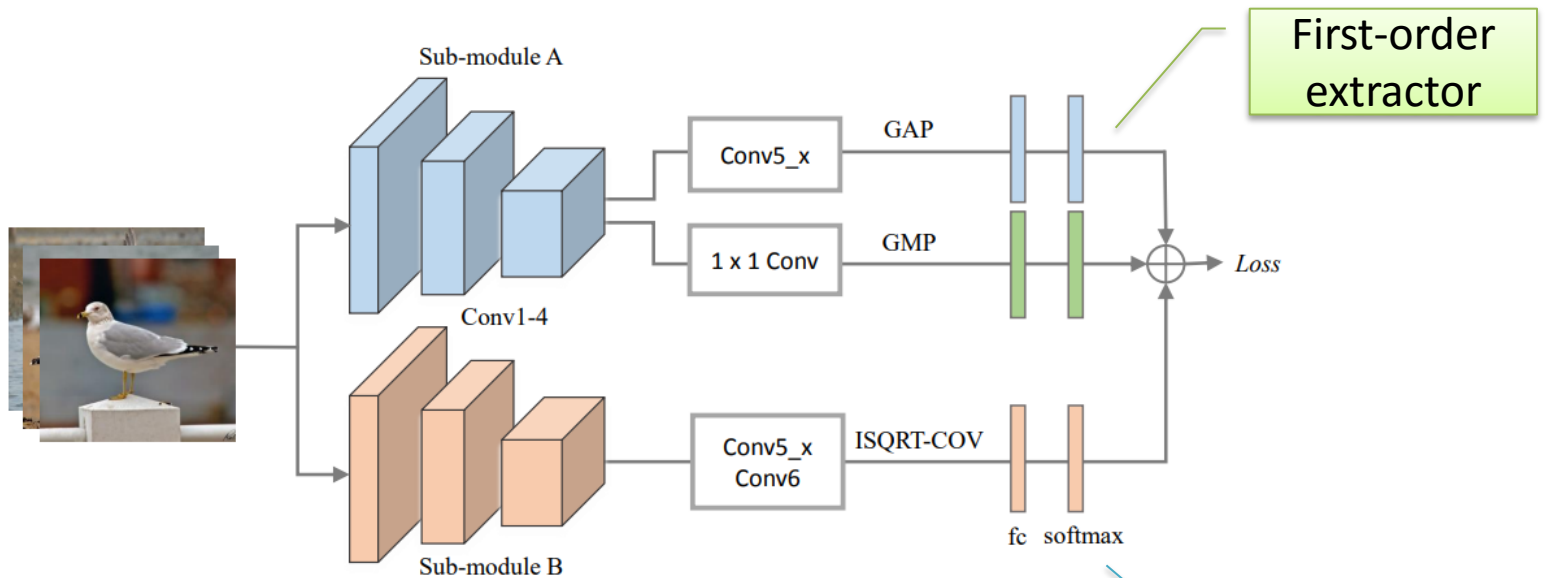 First-order
extractor
Sub-module A
Conv5_x
GAP
1 x 1 Conv
GMP
Loss
Conv1-4
Conv5_x
Conv6
ISQRT-COV
fc
softmax
Sub-module B